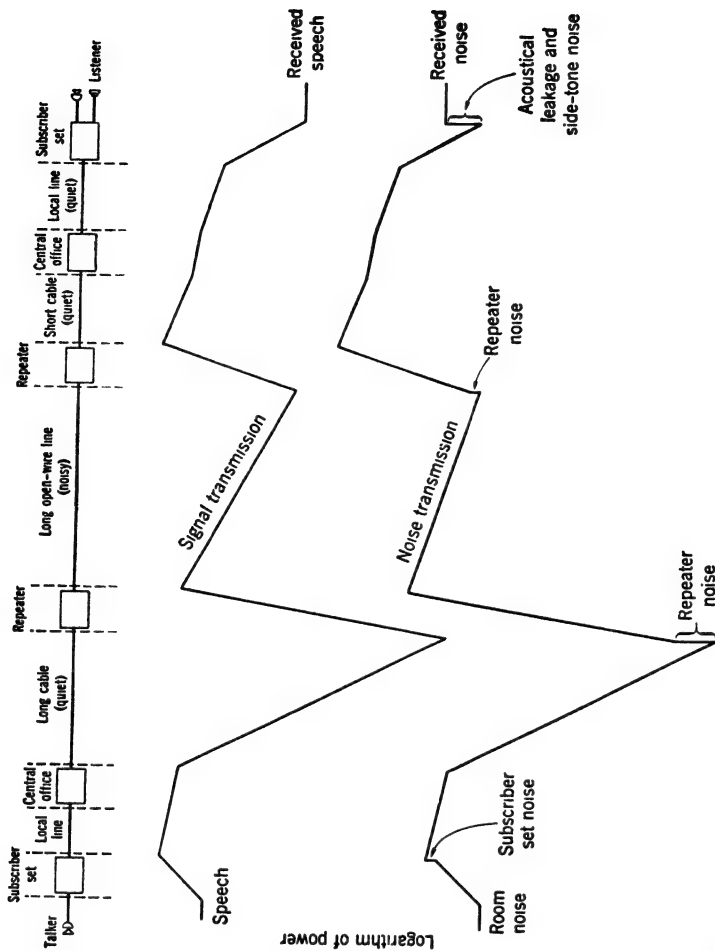 Talker
Subscriber
set
Local
line
Central
office
Long cable
(quiet)
Repeater
Long open-wire line
(noisy)
Repeater
Short cable
(quiet)
Central
office
Local line
(quiet)
Subscriber
set
Listener
Logarithm of power
Speech
Signal transmission
Received
speech
Room
noise
Subscriber
set noise
Repeater
noise
Noise transmission
Repeater
noise
Received
noise
Acoustical
leakage and
side-tone noise